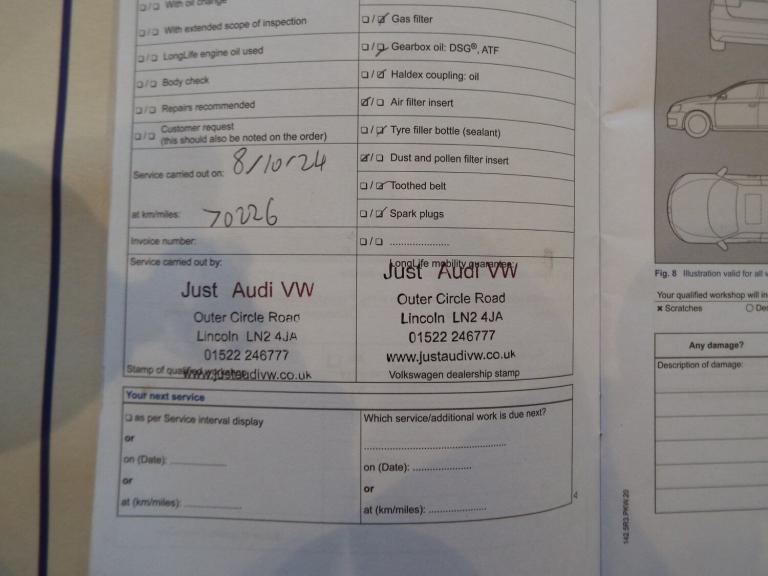 With oil change
With extended scope of inspection
LongLife engine oil used
Body check
Repairs recommended
Customer request
(this should also be noted on the order)
Service carried out on: 8/10/24
at km/miles: 70226
Invoice number:
Service carried out by:
Just Audi VW
Outer Circle Road
Lincoln LN2 4JA
01522 246777
www.justaudivw.co.uk
Stamp of qualified workshop
Gas filter
Gearbox oil: DSG®, ATF
Haldex coupling: oil
Air filter insert
Tyre filler bottle (sealant)
Dust and pollen filter insert
Toothed belt
Spark plugs
....................
LongLife mobility guarantee:
Just Audi VW
Outer Circle Road
Lincoln LN2 4JA
01522 246777
www.justaudivw.co.uk
Volkswagen dealership stamp
Your next service
as per Service interval display
or
on (Date): ................
or
at (km/miles): ................
Which service/additional work is due next?
........................................
on (Date): ................
or
at (km/miles): ................
4
142.5R3.PKW.20
Fig. 8 Illustration valid for all
Your qualified workshop will
Scratches
Any damage?
Description of damage: